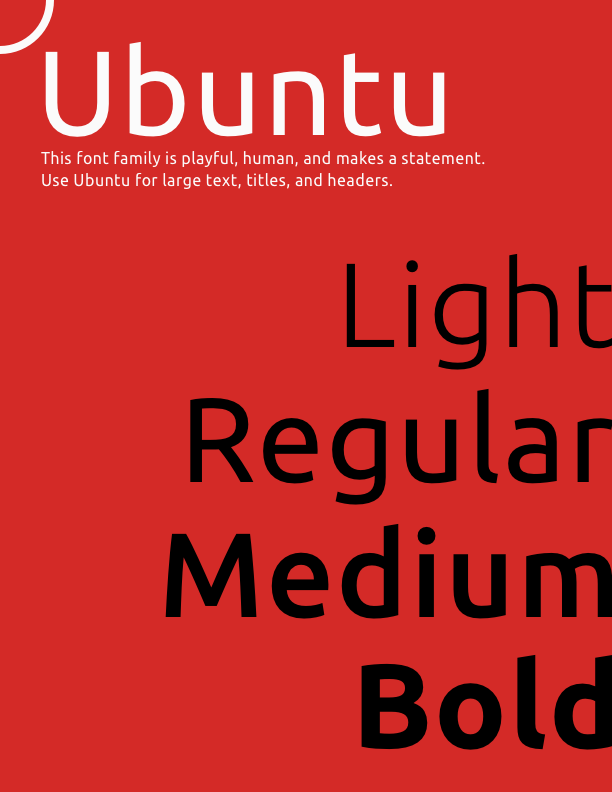 Ubuntu
This font family is playful, human, and makes a statement.
Use Ubuntu for large text, titles, and headers.
Light
Regular
Medium
Bold